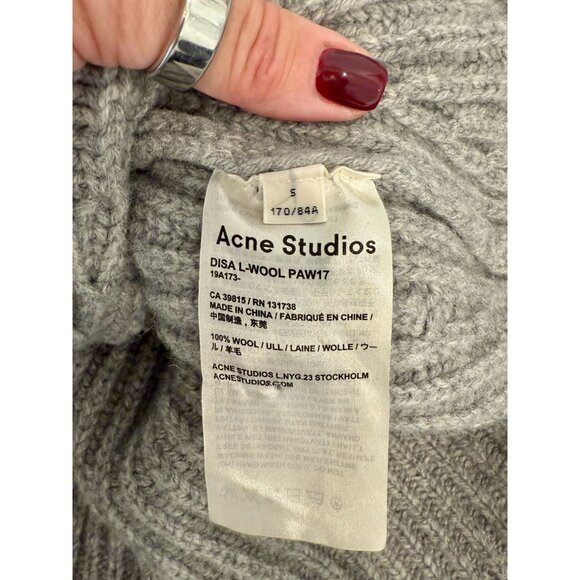 S
170/84A
Acne Studios
DISA L-WOOL PAW17
19A173-
CA 39815 / RN 131738
MADE IN CHINA / FABRIQUÉ EN CHINE /
中国制造，东莞
100% WOOL / ULL / LAINE / WOLLE / ウー
ル / 羊毛
ACNE STUDIOS L.NYG.23 STOCKHOLM
ACNESTUDIOS.COM